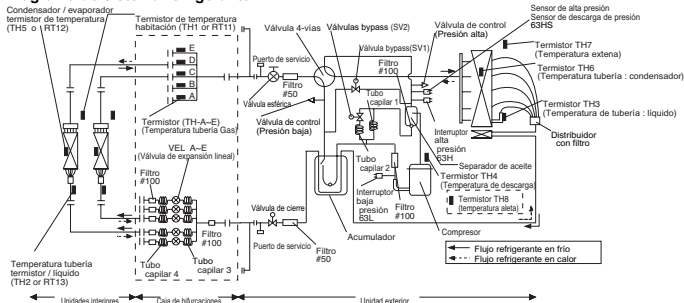 Condensador / evaporador
termistor de temperatura
(TH5 o RT12)
Termistor de temperatura
habitación (TH1 or RT11)
E
D
C
B
A
Termistor (TH-A~E)
(Temperatura tubería Gas)
VEL A~E
(Válvula de expansión lineal)
Filtro
#100
Filtro
#100
Tubo
capilar 4
Tubo
capilar 3
Temperatura tubería
termistor / líquido
(TH2 or RT13)
Puerto de servicio
Filtro
#50
Válvula esférica
Válvula de control
(Presión baja)
Válvula de cierre
Puerto de servicio
Filtro
#50
Válvula 4-vías
Válvulas bypass (SV2)
Válvula bypass(SV1)
Filtro
#100
Tubo
capilar 1
Tubo
capilar 2
Interruptor
baja
presión
63L
Filtro
#100
Acumulador
Válvula de control
(Presión alta)
Sensor de alta presión
Sensor de descarga de presión
63HS
Interruptor
alta
presión
63H
Separador de aceite
Termistor TH4
(Temperatura de descarga)
Compresor
Termistor TH7
(Temperatura extena)
Termistor TH6
(Temperatura tubería : condensador)
Termistor TH3
(Temperatura de tubería : líquido)
Distribuidor
con filtro
Termistor TH8
(temperatura aleta)
Flujo refrigerante en frío
Flujo refrigerante en calor
Unidades interiores
Caja de bifurcaciones
Unidad exterior